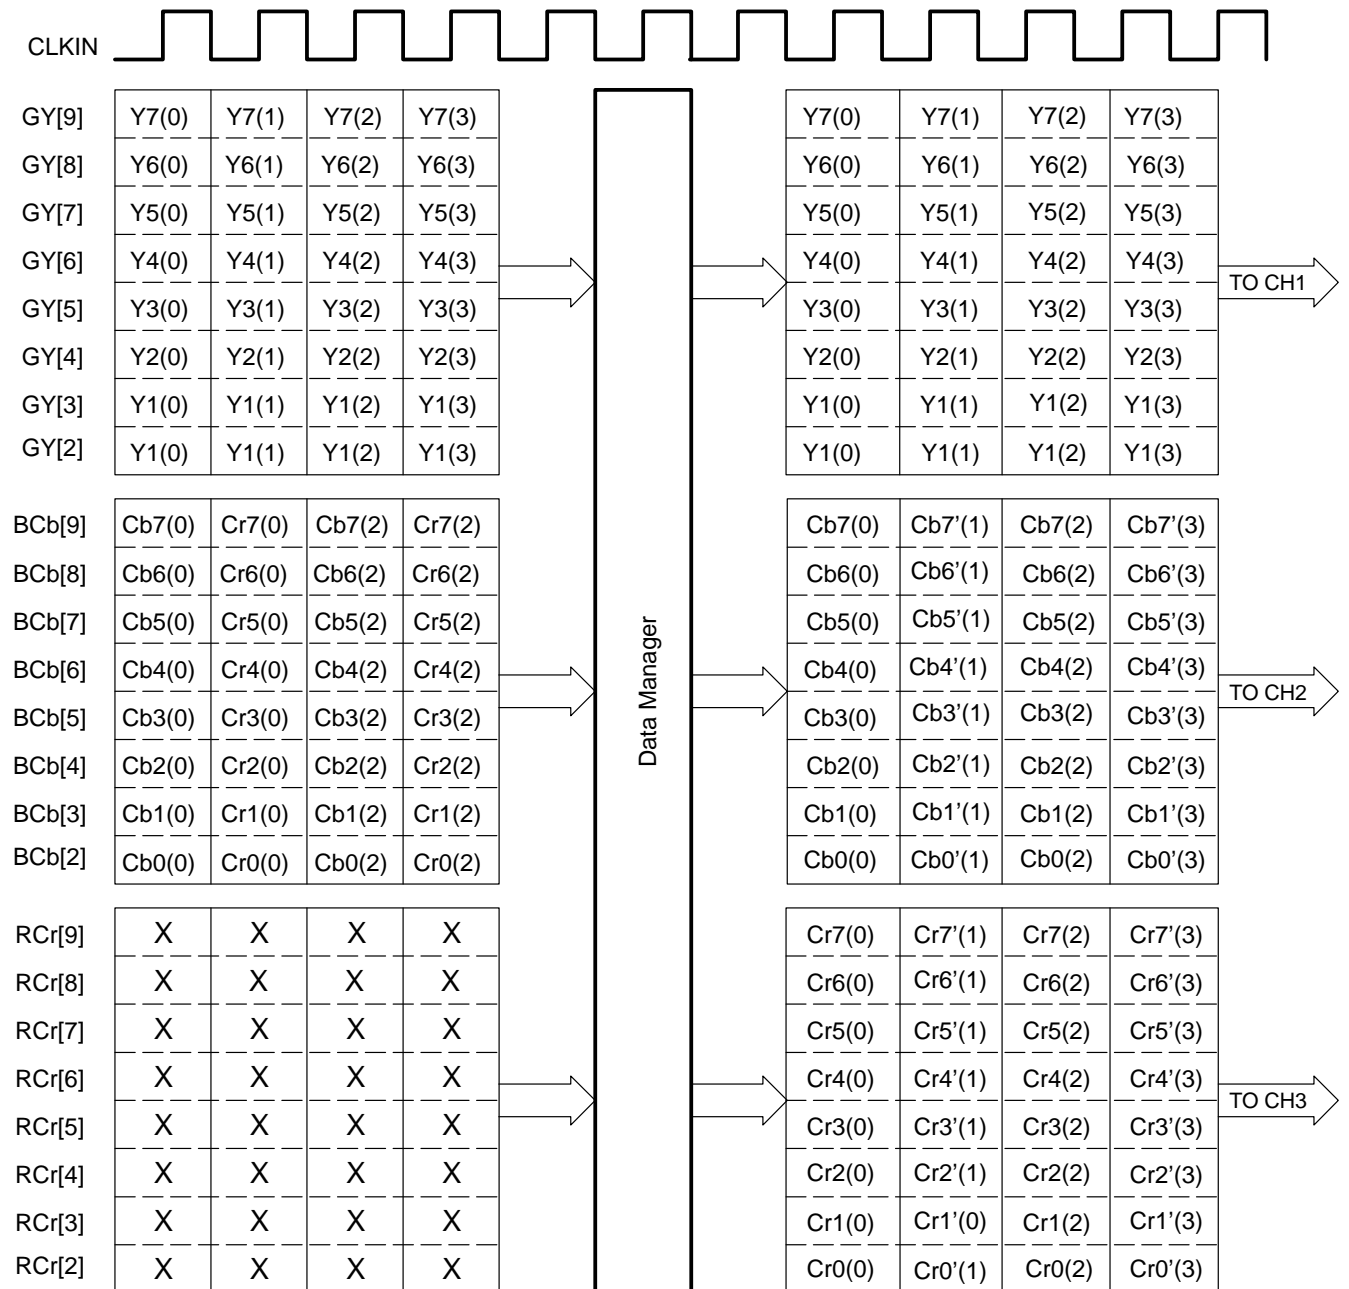 CLKIN
GY[9] Y7(0) Y7(1) Y7(2) Y7(3) Y7(0) Y7(1) Y7(2) Y7(3)
GY[8] Y6(0) Y6(1) Y6(2) Y6(3) Y6(0) Y6(1) Y6(2) Y6(3)
GY[7] Y5(0) Y5(1) Y5(2) Y5(3) Y5(0) Y5(1) Y5(2) Y5(3)
GY[6] Y4(0) Y4(1) Y4(2) Y4(3) Y4(0) Y4(1) Y4(2) Y4(3)
TO CH1
GY[5] Y3(0) Y3(1) Y3(2) Y3(3) Y3(0) Y3(1) Y3(2) Y3(3)
GY[4] Y2(0) Y2(1) Y2(2) Y2(3) Y2(0) Y2(1) Y2(2) Y2(3)
GY[3] Y1(0) Y1(1) Y1(2) Y1(3) Y1(0) Y1(1) Y1(2) Y1(3)
GY[2] Y1(0) Y1(1) Y1(2) Y1(3) Y1(0) Y1(1) Y1(2) Y1(3)
BCb[9] Cb7(0) Cr7(0) Cb7(2) Cr7(2) Cb7(0) Cb7’(1) Cb7(2) Cb7’(3)
BCb[8] Cb6(0) Cr6(0) Cb6(2) Cr6(2) Cb6(0) Cb6’(1) Cb6(2) Cb6’(3)
BCb[7] Cb5(0) Cr5(0) Cb5(2) Cr5(2) Cb5(0) Cb5’(1) Cb5(2) Cb5’(3)
BCb[6] Cb4(0) Cr4(0) Cb4(2) Cr4(2) Cb4(0) Cb4’(1) Cb4(2) Cb4’(3)
Data Manager
TO CH2
BCb[5] Cb3(0) Cr3(0) Cb3(2) Cr3(2) Cb3(0) Cb3’(1) Cb3(2) Cb3’(3)
BCb[4] Cb2(0) Cr2(0) Cb2(2) Cr2(2) Cb2(0) Cb2’(1) Cb2(2) Cb2’(3)
BCb[3] Cb1(0) Cr1(0) Cb1(2) Cr1(2) Cb1(0) Cb1’(1) Cb1(2) Cb1’(3)
BCb[2] Cb0(0) Cr0(0) Cb0(2) Cr0(2) Cb0(0) Cb0’(1) Cb0(2) Cb0’(3)
RCr[9] X X X X Cr7(0) Cr7’(1) Cr7(2) Cr7’(3)
RCr[8] X X X X Cr6(0) Cr6’(1) Cr6(2) Cr6’(3)
RCr[7] X X X X Cr5(0) Cr5’(1) Cr5(2) Cr5’(3)
RCr[6] X X X X Cr4(0) Cr4’(1) Cr4(2) Cr4’(3)
TO CH3
RCr[5] X X X X Cr3(0) Cr3’(1) Cr3(2) Cr3’(3)
RCr[4] X X X X Cr2(0) Cr2’(1) Cr2(2) Cr2’(3)
RCr[3] X X X X Cr1(0) Cr1’(0) Cr1(2) Cr1’(3)
RCr[2] X X X X Cr0(0) Cr0’(1) Cr0(2) Cr0’(3)